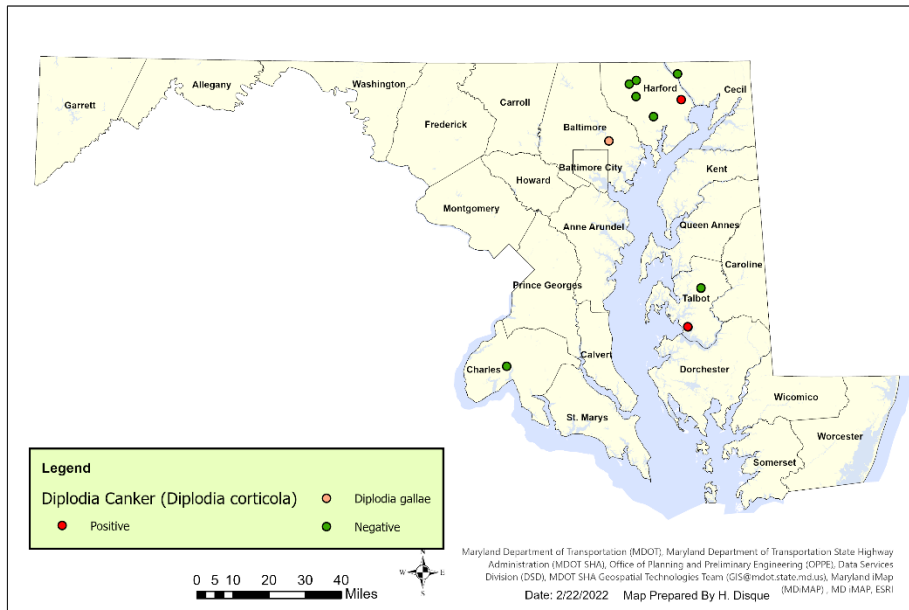 Garrett
Allegany
Washington
Frederick
Carroll
Baltimore
Harford
Cecil
Baltimore City
Howard
Kent
Montgomery
Anne Arundel
Queen Annes
Caroline
Prince Georges
Talbot
Calvert
Charles
Dorchester
St. Marys
Wicomico
Worcester
Somerset
Legend
Diplodia Canker (Diplodia corticola)
Positive
Diplodia gallae
Negative
N
W E
S
0 5 10 20 30 40
Miles
Maryland Department of Transportation (MDOT), Maryland Department of Transportation State Highway
Administration (MDOT SHA), Office of Planning and Preliminary Engineering (OPPE), Data Services
Division (DSD), MDOT SHA Geospatial Technologies Team (GIS@mdot.state.md.us), Maryland iMap
(MDiMAP) , MD iMAP, ESRI
Date: 2/22/2022 Map Prepared By H. Disque